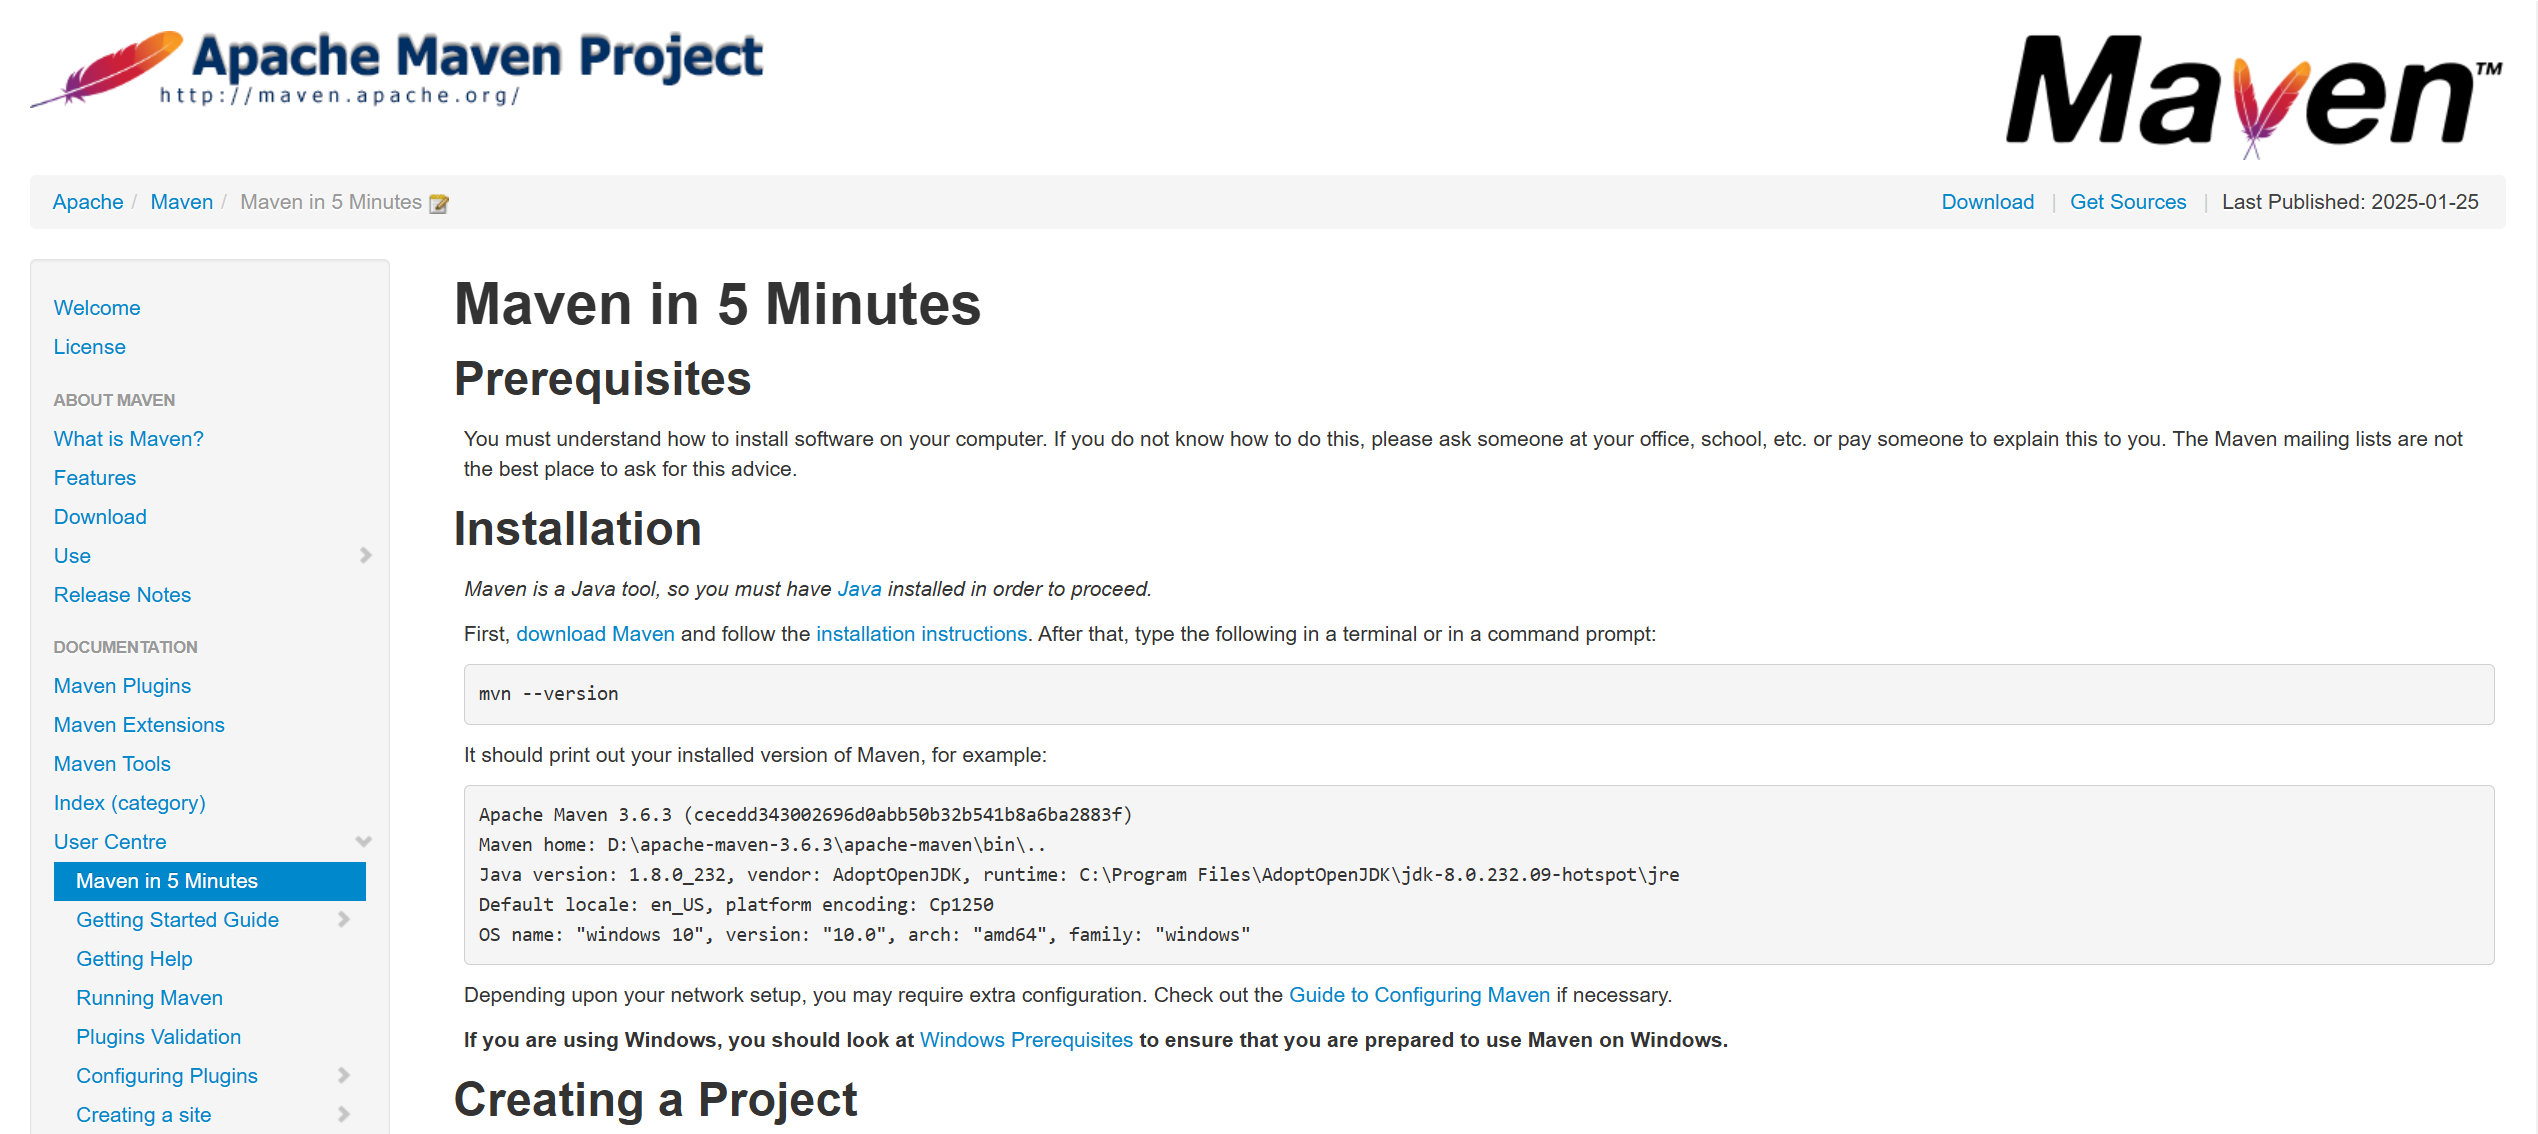 Apache Maven Project
http://maven.apache.org/
Maven™
Apache / Maven / Maven in 5 Minutes
Download | Get Sources | Last Published: 2025-01-25
Welcome
License
ABOUT MAVEN
What is Maven?
Features
Download
Use
Release Notes
DOCUMENTATION
Maven Plugins
Maven Extensions
Maven Tools
Index (category)
User Centre
Maven in 5 Minutes
Getting Started Guide
Getting Help
Running Maven
Plugins Validation
Configuring Plugins
Creating a site
Maven in 5 Minutes
Prerequisites
You must understand how to install software on your computer. If you do not know how to do this, please ask someone at your office, school, etc. or pay someone to explain this to you. The Maven mailing lists are not
the best place to ask for this advice.
Installation
Maven is a Java tool, so you must have Java installed in order to proceed.
First, download Maven and follow the installation instructions. After that, type the following in a terminal or in a command prompt:
mvn --version
It should print out your installed version of Maven, for example:
Apache Maven 3.6.3 (cecedd343002696d0abb50b32b541b8a6ba2883f)
Maven home: D:\apache-maven-3.6.3\apache-maven\bin\..
Java version: 1.8.0_232, vendor: AdoptOpenJDK, runtime: C:\Program Files\AdoptOpenJDK\jdk-8.0.232.09-hotspot\jre
Default locale: en_US, platform encoding: Cp1250
OS name: "windows 10", version: "10.0", arch: "amd64", family: "windows"
Depending upon your network setup, you may require extra configuration. Check out the Guide to Configuring Maven if necessary.
If you are using Windows, you should look at Windows Prerequisites to ensure that you are prepared to use Maven on Windows.
Creating a Project